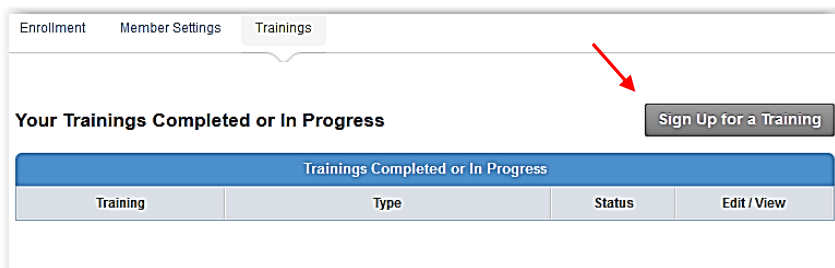 Enrollment Member Settings Trainings
Your Trainings Completed or In Progress Sign Up for a Training
Trainings Completed or In Progress
Training Type Status Edit / View